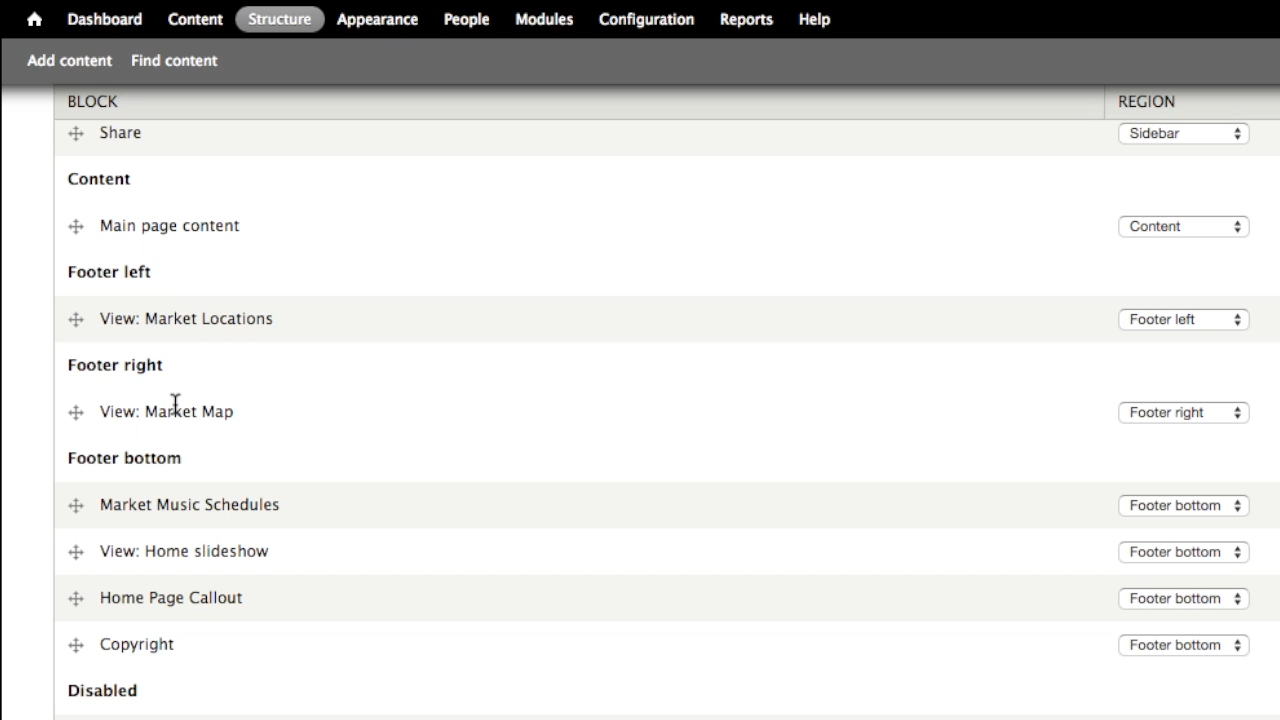 Dashboard Content Structure Appearance People Modules Configuration Reports Help
Add content Find content
BLOCK REGION
Share Sidebar
Content
Main page content Content
Footer left
View: Market Locations Footer left
Footer right
View: Market Map Footer right
Footer bottom
Market Music Schedules Footer bottom
View: Home slideshow Footer bottom
Home Page Callout Footer bottom
Copyright Footer bottom
Disabled